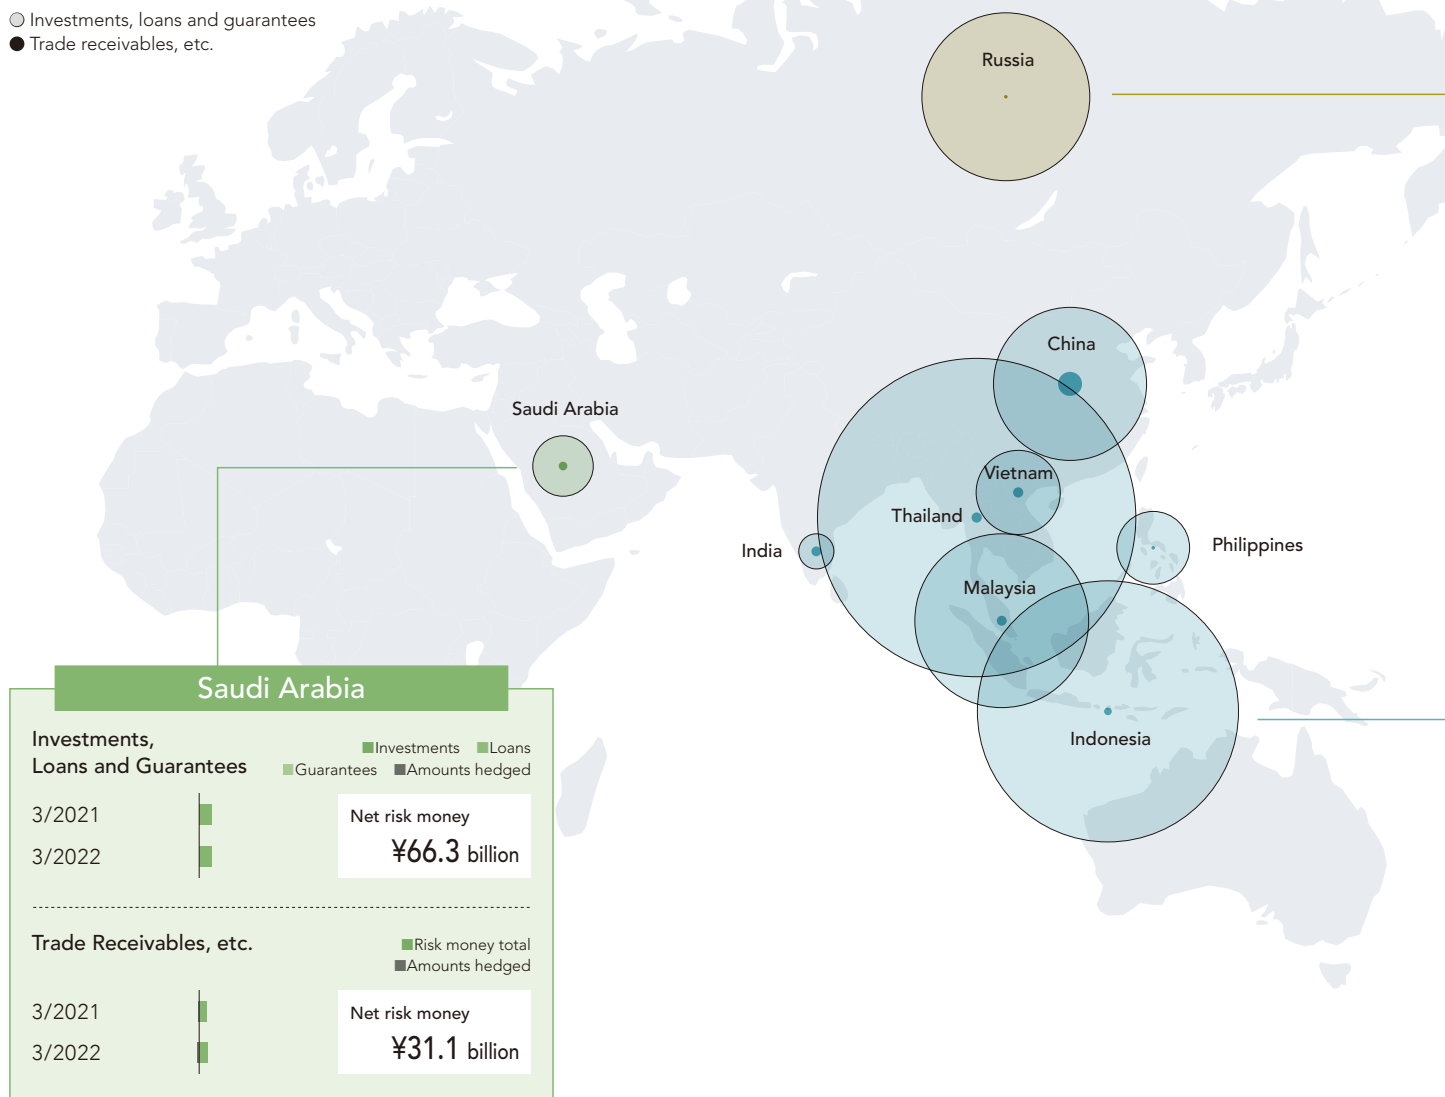 Investments, loans and guarantees
Trade receivables, etc.
Russia
China
Saudi Arabia
Vietnam
Thailand
India
Philippines
Malaysia
Indonesia
Saudi Arabia
Investments,
Loans and Guarantees
Investments Loans
Guarantees Amounts hedged
3/2021
3/2022
Net risk money
¥66.3 billion
Trade Receivables, etc.
Risk money total
Amounts hedged
3/2021
3/2022
Net risk money
¥31.1 billion